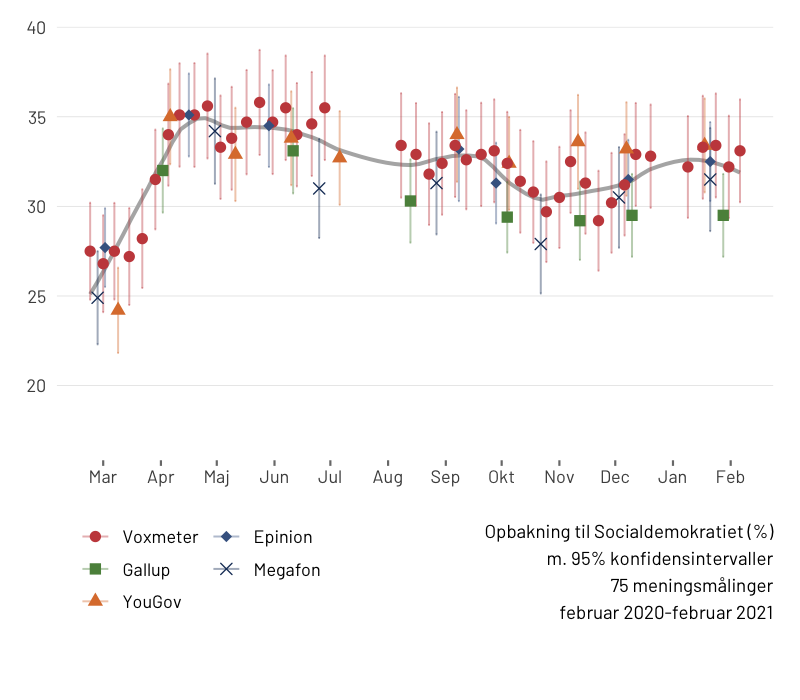 40
35
30
25
20
Mar Apr Maj Jun Jul Aug Sep Okt Nov Dec Jan Feb
Voxmeter Epinion
Gallup Megafon
YouGov
Opbakning til Socialdemokratiet (%)
m. 95% konfidensintervaller
75 meningsmålinger
februar 2020-februar 2021